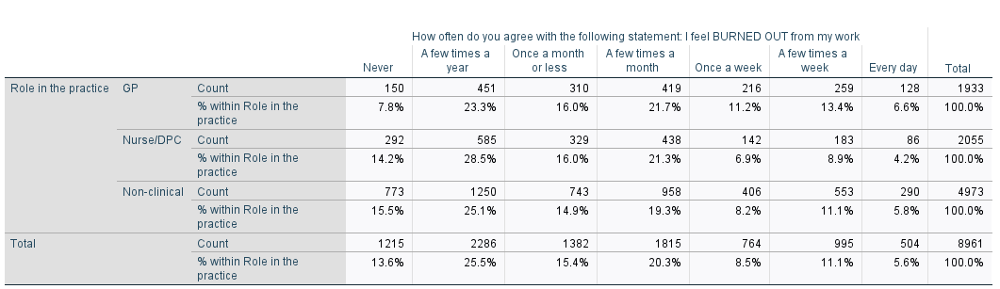 How often do you agree with the following statement: I feel BURNED OUT from my work
Never A few times a year Once a month or less A few times a month Once a week A few times a week Every day Total
Role in the practice GP Count 150 451 310 419 216 259 128 1933
% within Role in the practice 7.8% 23.3% 16.0% 21.7% 11.2% 13.4% 6.6% 100.0%
Nurse/DPC Count 292 585 329 438 142 183 86 2055
% within Role in the practice 14.2% 28.5% 16.0% 21.3% 6.9% 8.9% 4.2% 100.0%
Non-clinical Count 773 1250 743 958 406 553 290 4973
% within Role in the practice 15.5% 25.1% 14.9% 19.3% 8.2% 11.1% 5.8% 100.0%
Total Count 1215 2286 1382 1815 764 995 504 8961
% within Role in the practice 13.6% 25.5% 15.4% 20.3% 8.5% 11.1% 5.6% 100.0%